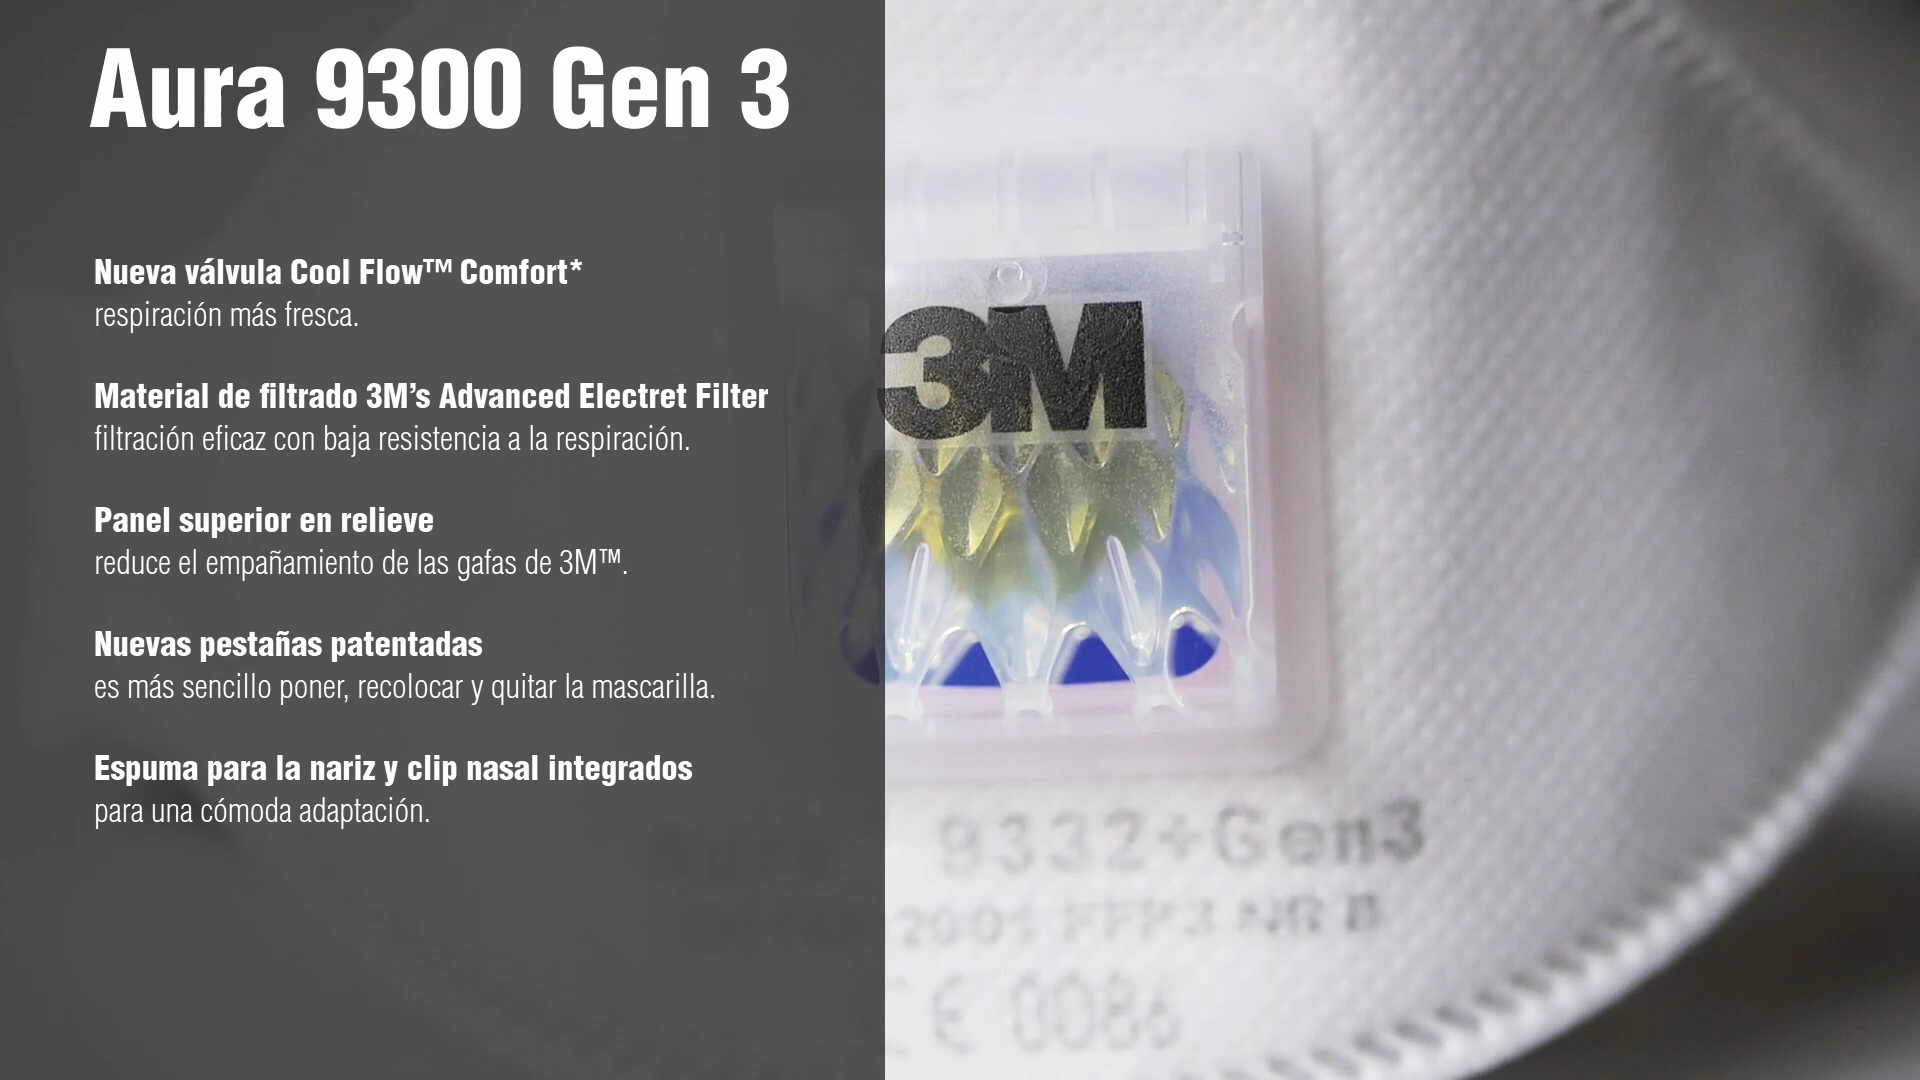 Aura 9300 Gen 3
Nueva válvula Cool Flow™ Comfort*
respiración más fresca.
Material de filtrado 3M’s Advanced Electret Filter
filtración eficaz con baja resistencia a la respiración.
Panel superior en relieve
reduce el empañamiento de las gafas de 3M™.
Nuevas pestañas patentadas
es más sencillo poner, recolocar y quitar la mascarilla.
Espuma para la nariz y clip nasal integrados
para una cómoda adaptación.
3M
9332+Gen3
2001 FFP3 NR D
CE 0086